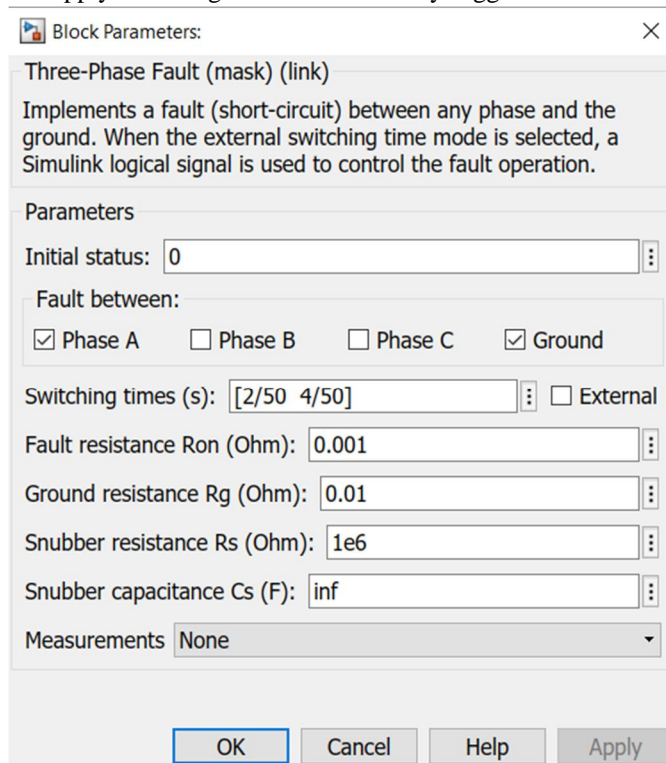 Block Parameters:
Three-Phase Fault (mask) (link)
Implements a fault (short-circuit) between any phase and the
ground. When the external switching time mode is selected, a
Simulink logical signal is used to control the fault operation.
Parameters
Initial status: 0
Fault between:
Phase A Phase B Phase C Ground
Switching times (s): [2/50 4/50] External
Fault resistance Ron (Ohm): 0.001
Ground resistance Rg (Ohm): 0.01
Snubber resistance Rs (Ohm): 1e6
Snubber capacitance Cs (F): inf
Measurements None
OK Cancel Help Apply